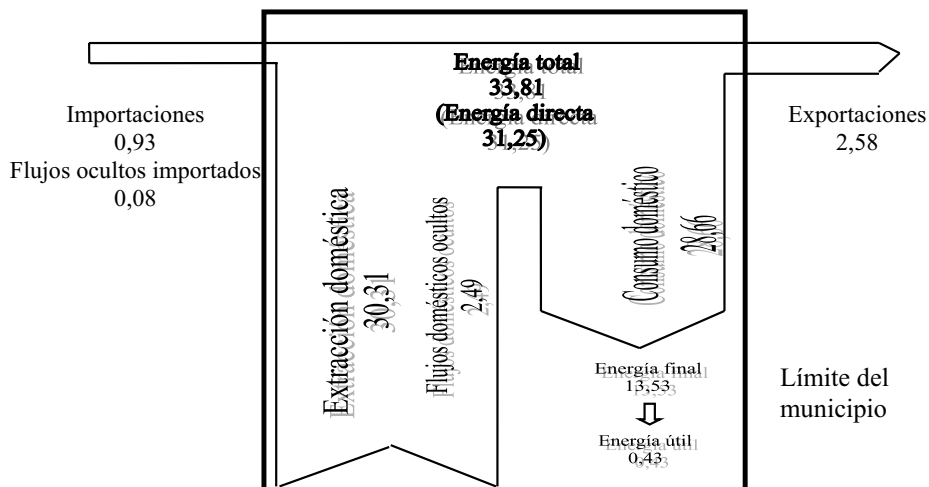 Energía total
33,81
(Energía directa
31,25)
Importaciones
0,93
Flujos ocultos importados
0,08
Exportaciones
2,58
Extracción doméstica
30,31
Flujos domésticos ocultos
2,49
Consumo doméstico
28,66
Energía final
13,53
Energía útil
0,43
Límite del
municipio